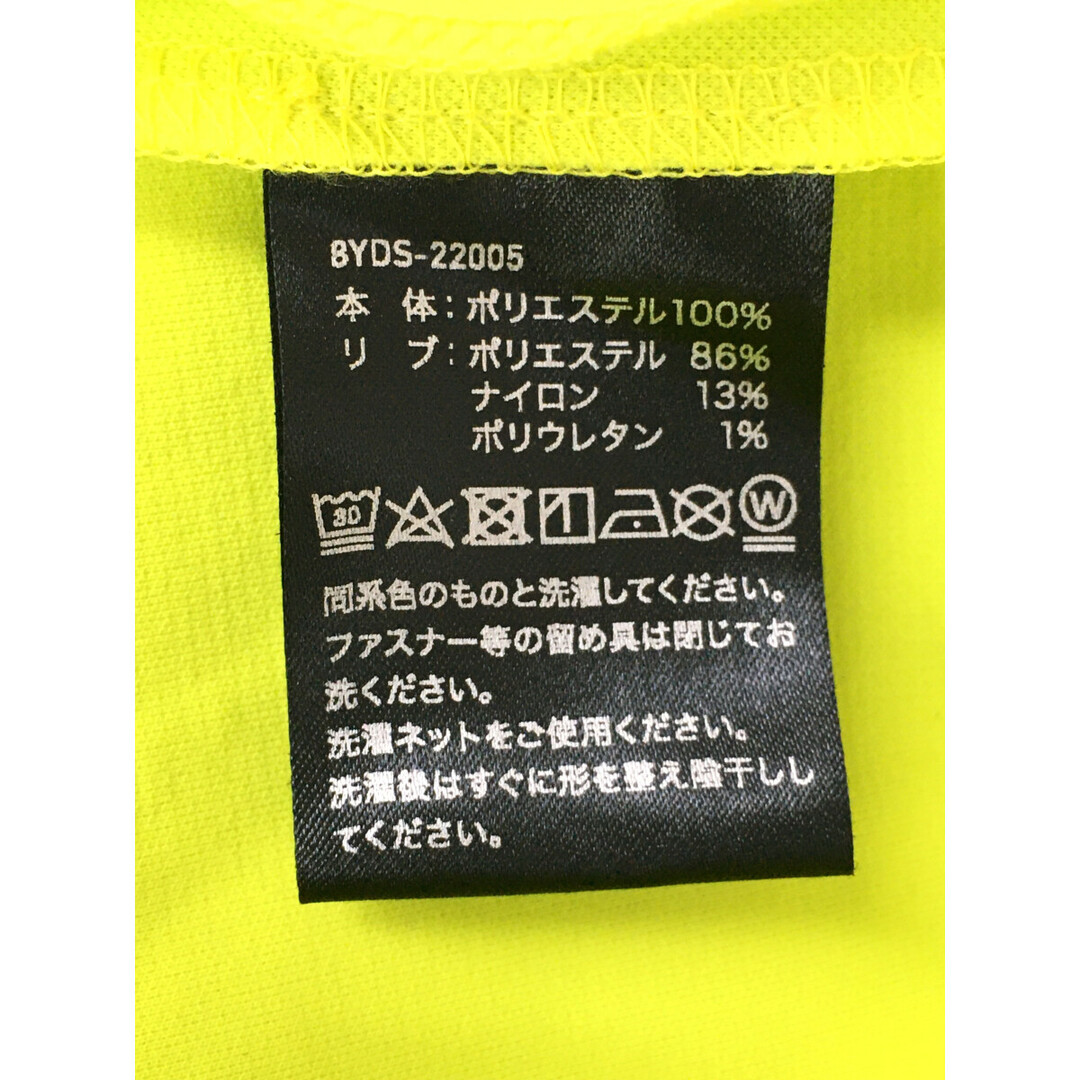 BYDS-22005
本 体：ポリエステル100%
リ ブ：ポリエステル 86%
ナイロン 13%
ポリウレタン 1%
30 W
同系色のものと洗濯してください。
ファスナー等の留め具は閉じてお
洗ください。
洗濯ネットをご使用ください。
洗濯後はすぐに形を整え陰干しし
てください。